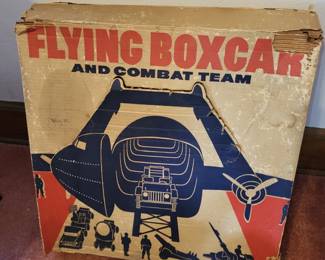 FLYING BOXCAR
AND COMBAT TEAM